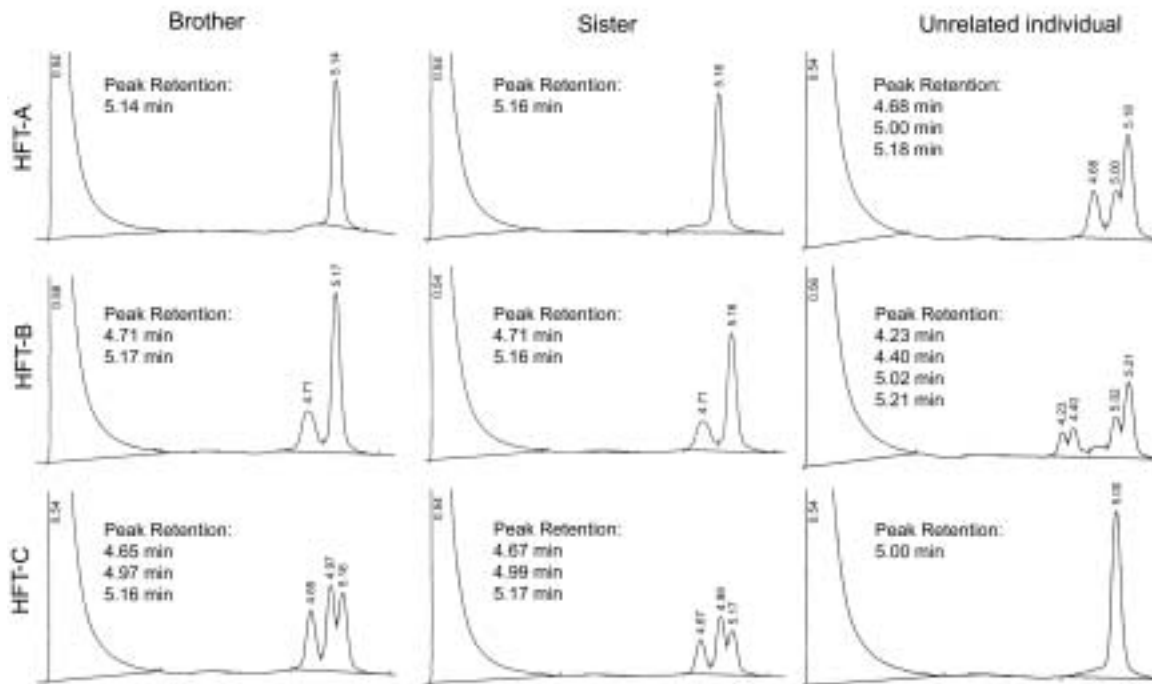 Brother
Sister
Unrelated individual
HFT-A
Peak Retention:
5.14 min
5.14
Peak Retention:
5.16 min
Peak Retention:
4.68 min
5.00 min
5.18 min
4.68
5.00
5.18
HFT-B
Peak Retention:
4.71 min
5.17 min
4.71
5.17
Peak Retention:
4.71 min
5.16 min
4.71
Peak Retention:
4.23 min
4.40 min
5.02 min
5.21 min
4.23
4.40
5.02
5.21
HFT-C
Peak Retention:
4.65 min
4.97 min
5.16 min
4.97
5.16
Peak Retention:
4.67 min
4.99 min
5.17 min
4.67
4.99
5.17
Peak Retention:
5.00 min
5.00